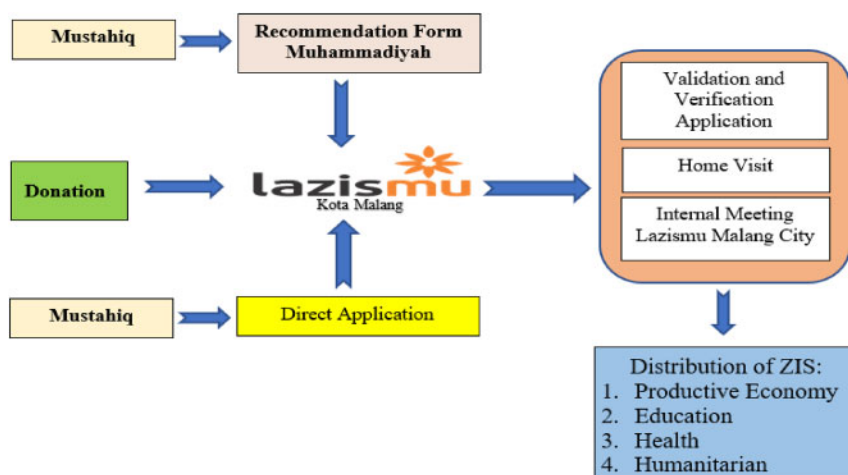 Mustahiq
Recommendation Form
Muhammadiyah
Donation
lazismu
Kota Malang
Mustahiq
Direct Application
Validation and
Verification
Application
Home Visit
Internal Meeting
Lazismu Malang City
Distribution of ZIS:
1. Productive Economy
2. Education
3. Health
4. Humanitarian